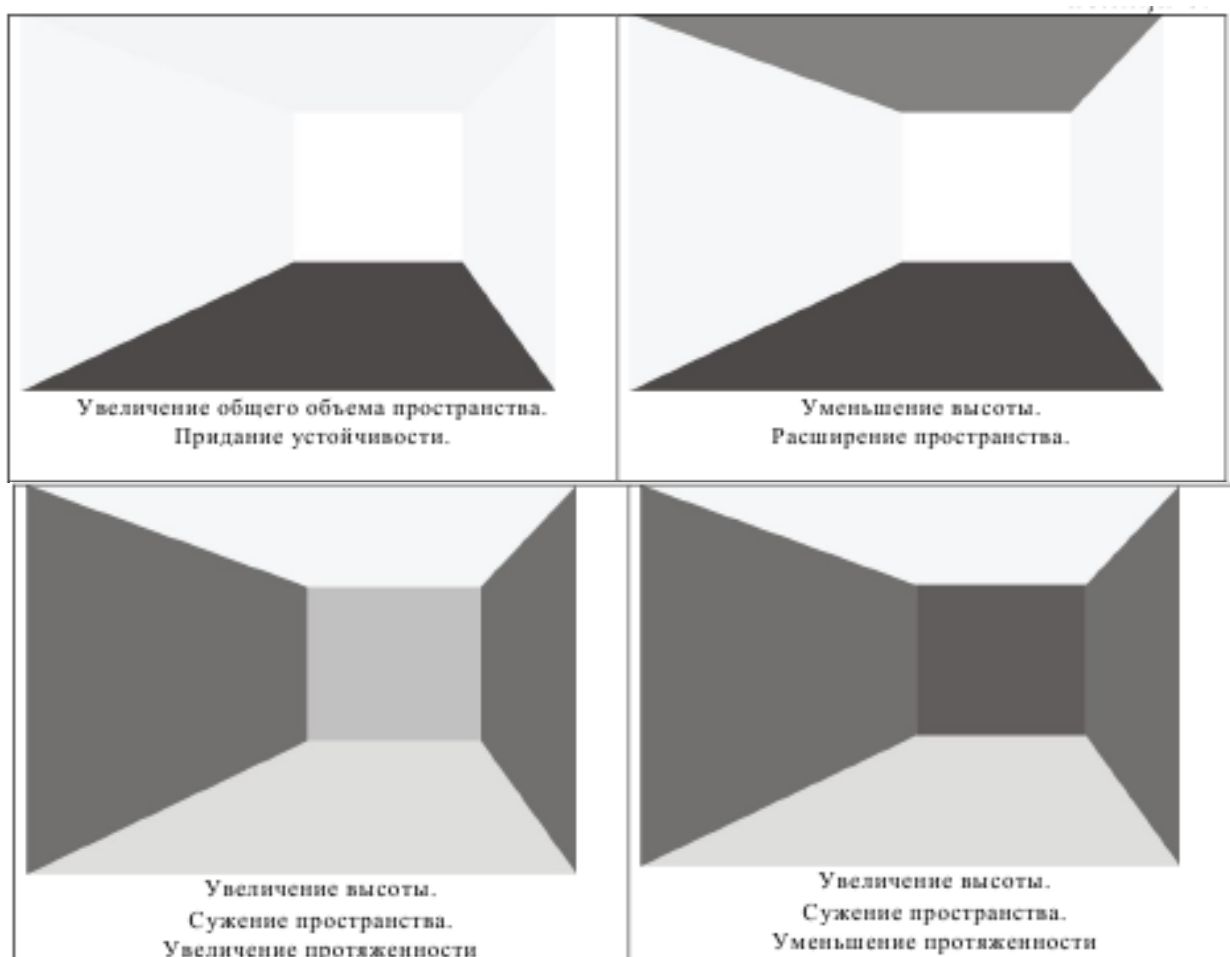 Увеличение общего объема пространства.
Придание устойчивости.
Уменьшение высоты.
Расширение пространства.
Увеличение высоты.
Сужение пространства.
Увеличение протяженности
Увеличение высоты.
Сужение пространства.
Уменьшение протяженности